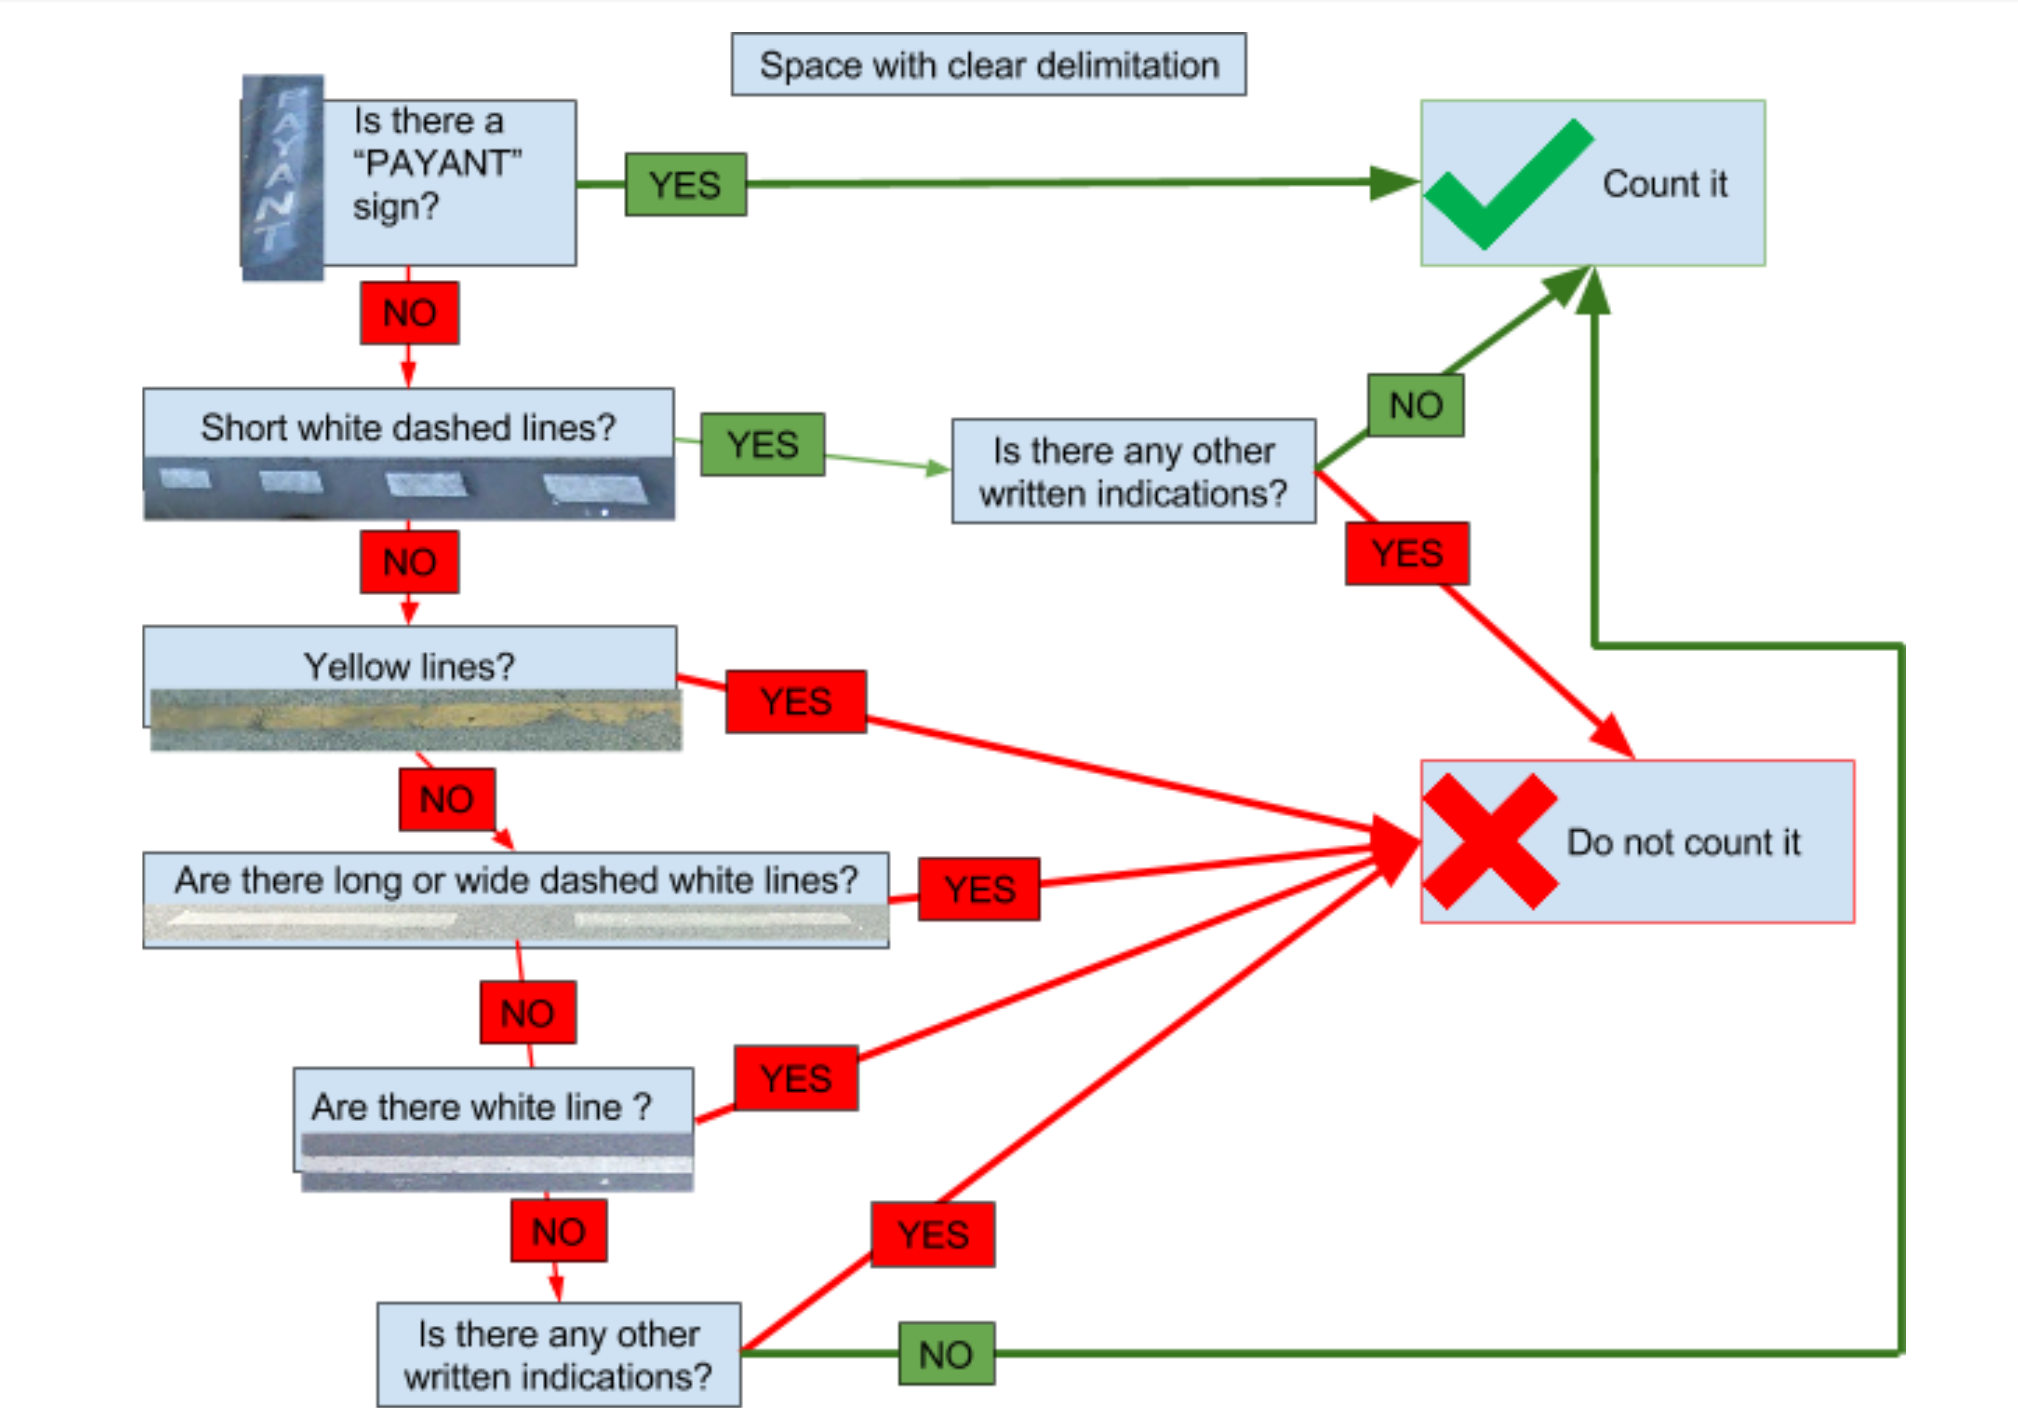 Space with clear delimitation
PAYANT
Is there a
“PAYANT”
sign?
YES
Count it
NO
Short white dashed lines?
YES
Is there any other
written indications?
NO
YES
NO
Yellow lines?
YES
NO
Do not count it
Are there long or wide dashed white lines?
YES
NO
Are there white line ?
YES
NO
YES
Is there any other
written indications?
NO